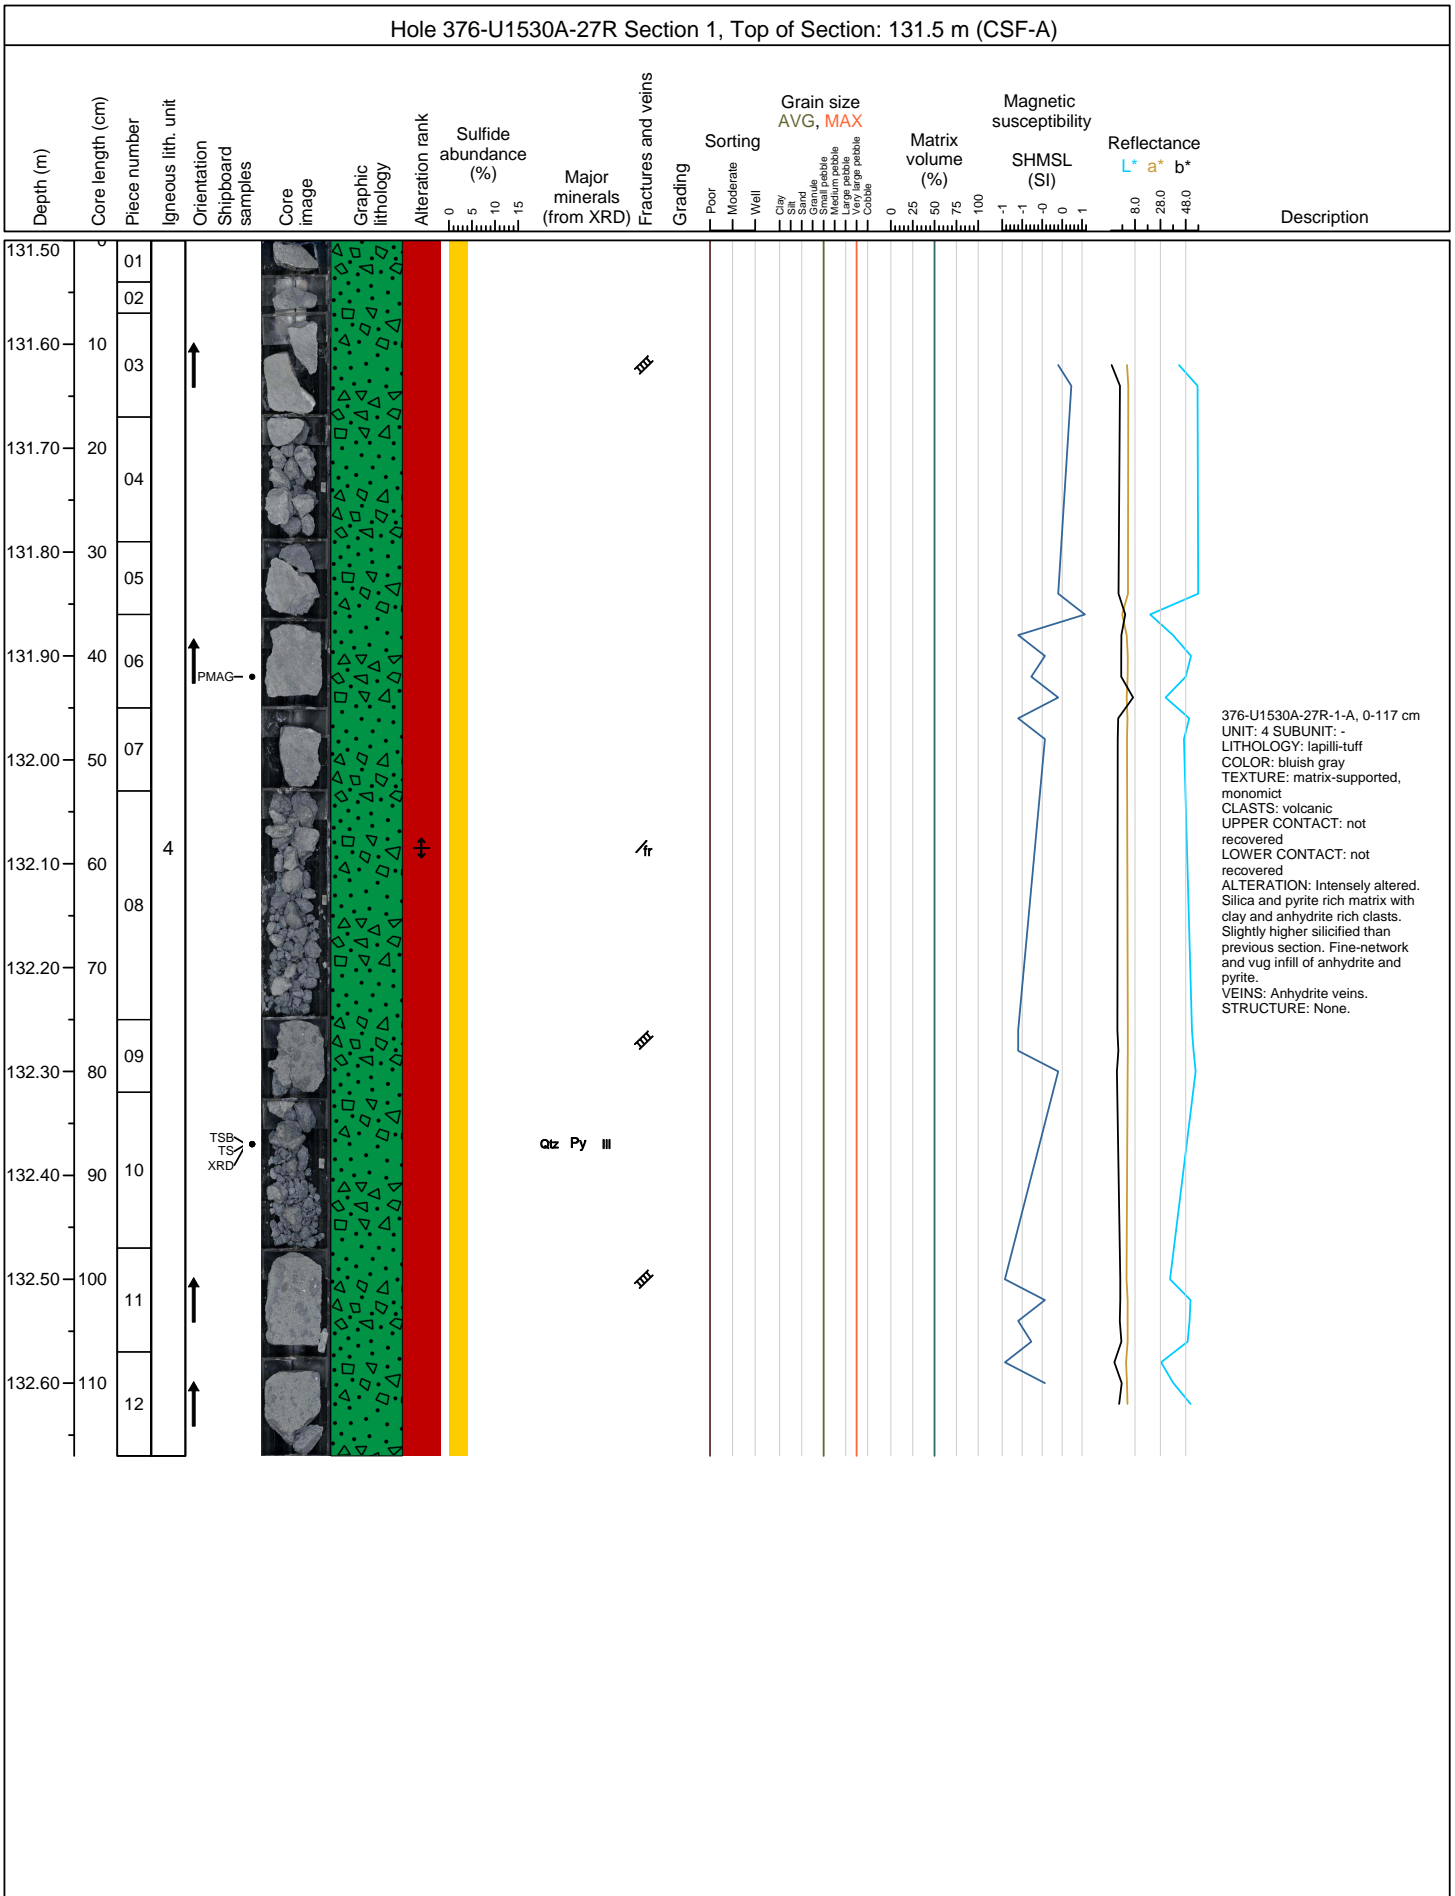 Hole 376-U1530A-27R Section 1, Top of Section: 131.5 m (CSF-A)
Depth (m)
Core length (cm)
Piece number
Igneous lith. unit
Orientation
Shipboard
samples
Core
image
Graphic
lithology
Alteration rank
Sulfide
abundance
(%)
0
5
10
15
Major
minerals
(from XRD)
Fractures and veins
Grading
Sorting
Poor
Moderate
Well
Grain size
AVG, MAX
Clay
Silt
Sand
Granule
Small pebble
Medium pebble
Large pebble
Very large pebble
Cobble
Matrix
volume
(%)
0
25
50
75
100
Magnetic
susceptibility
SHMSL
(SI)
-1
-1
-0
0
1
Reflectance
L* a* b*
8.0
28.0
48.0
Description
131.50
131.60
131.70
131.80
131.90
132.00
132.10
132.20
132.30
132.40
132.50
132.60
0
10
20
30
40
50
60
70
80
90
100
110
01
02
03
04
05
06
07
08
09
10
11
12
4
PMAG
TSB
TS
XRD
fr
Qtz Py Ill
376-U1530A-27R-1-A, 0-117 cm
UNIT: 4 SUBUNIT: -
LITHOLOGY: lapilli-tuff
COLOR: bluish gray
TEXTURE: matrix-supported,
monomict
CLASTS: volcanic
UPPER CONTACT: not
recovered
LOWER CONTACT: not
recovered
ALTERATION: Intensely altered.
Silica and pyrite rich matrix with
clay and anhydrite rich clasts.
Slightly higher silicified than
previous section. Fine-network
and vug infill of anhydrite and
pyrite.
VEINS: Anhydrite veins.
STRUCTURE: None.